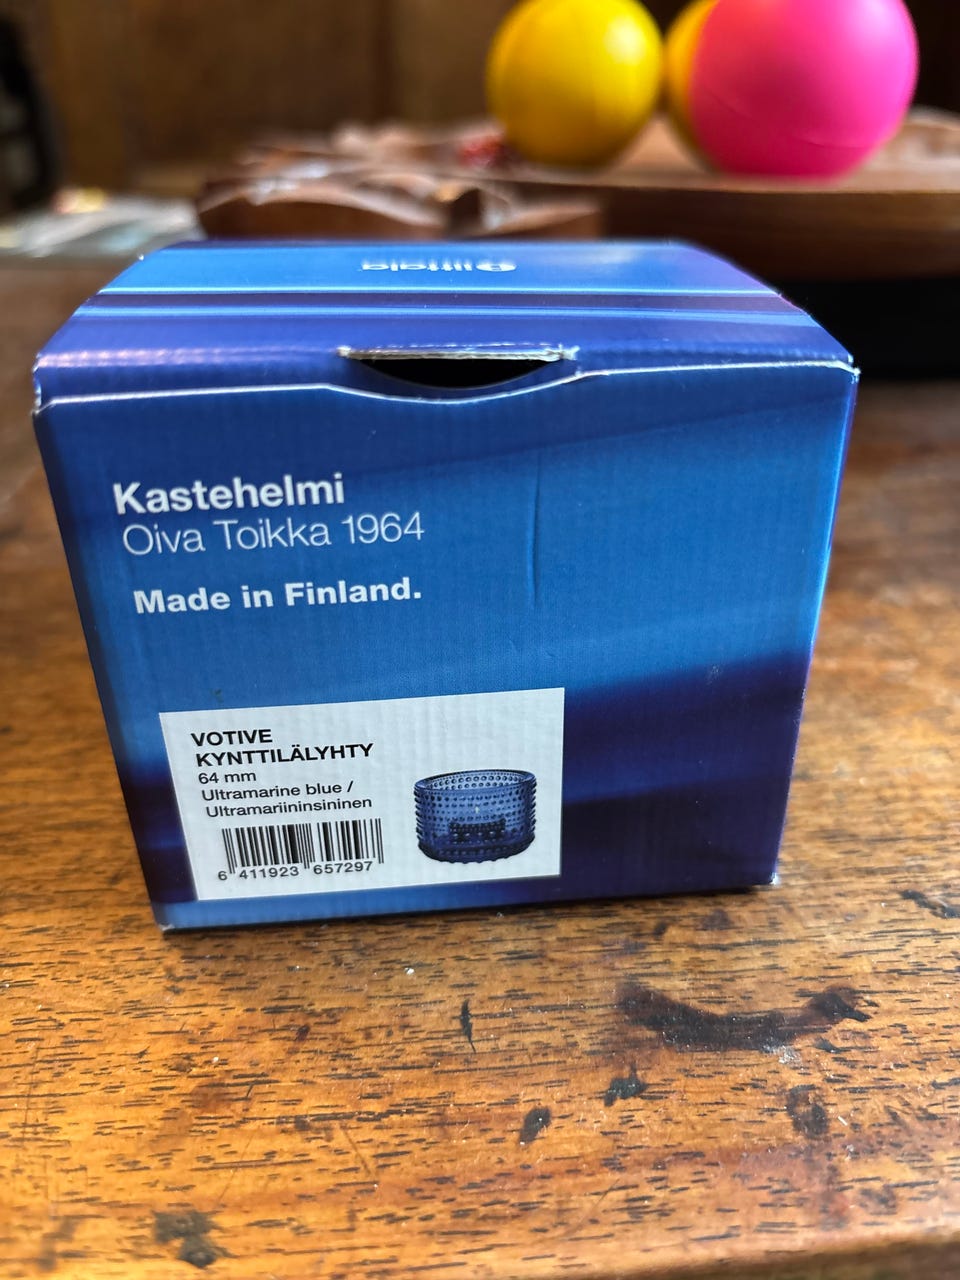 iittala
Kastehelmi
Oiva Toikka 1964
Made in Finland.
VOTIVE
KYNTTILÄLYHTY
64 mm
Ultramarine blue /
Ultramariininsininen
6 411923 657297